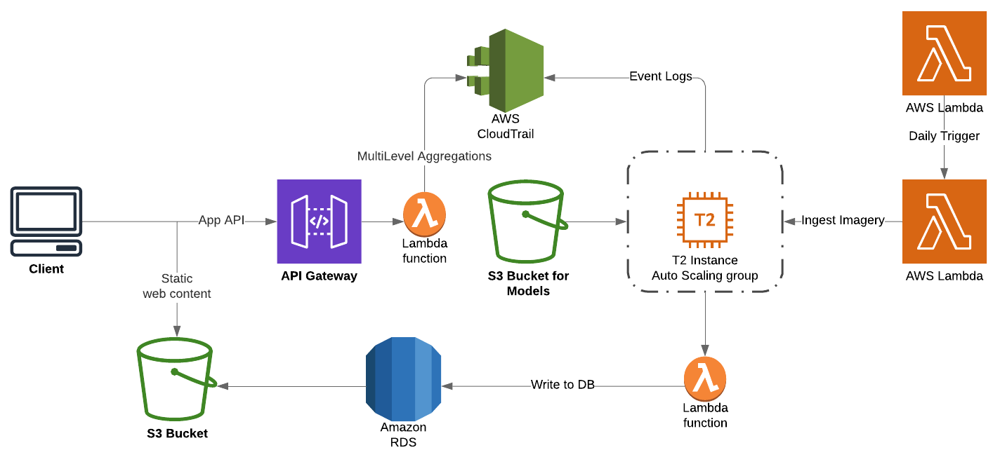 Event Logs
AWS Lambda
AWS
CloudTrail
Daily Trigger
MultiLevel Aggregations
App API
</>
T2
Ingest Imagery
Client
API Gateway
Lambda
function
S3 Bucket for
Models
T2 Instance
Auto Scaling group
AWS Lambda
Static
web content
Write to DB
Lambda
function
S3 Bucket
Amazon
RDS